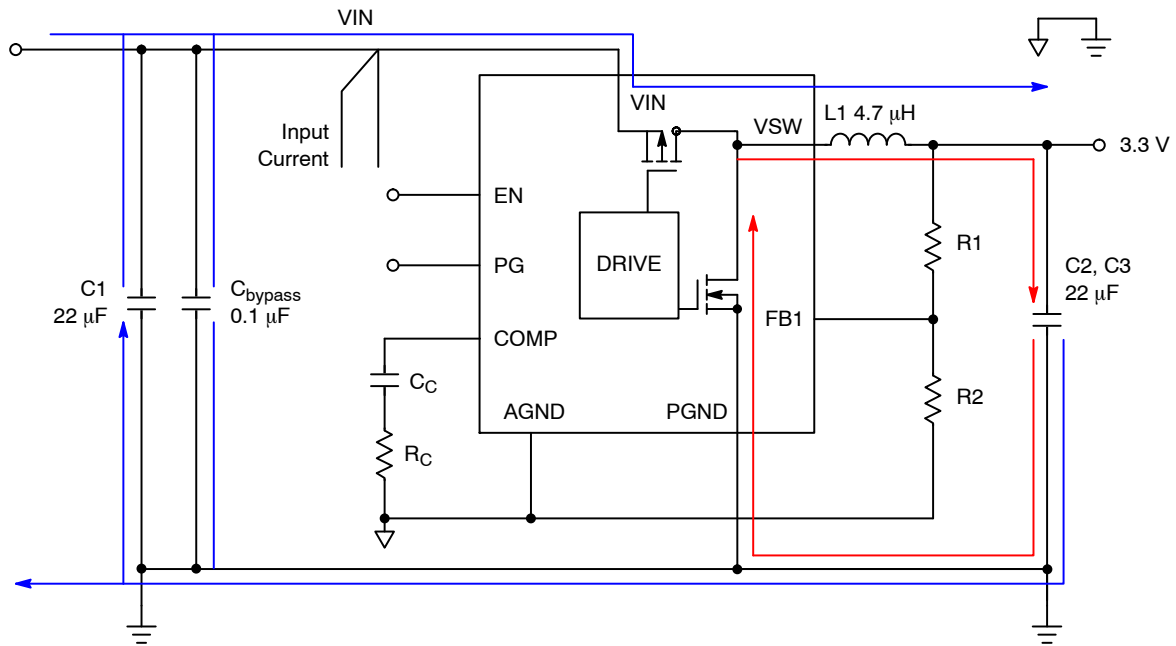 VIN
VIN
VSW
L1 4.7 μH
3.3 V
Input
Current
EN
PG
DRIVE
R1
C1
22 μF
Cbypass
0.1 μF
C2, C3
22 μF
FB1
COMP
CC
AGND
PGND
R2
RC